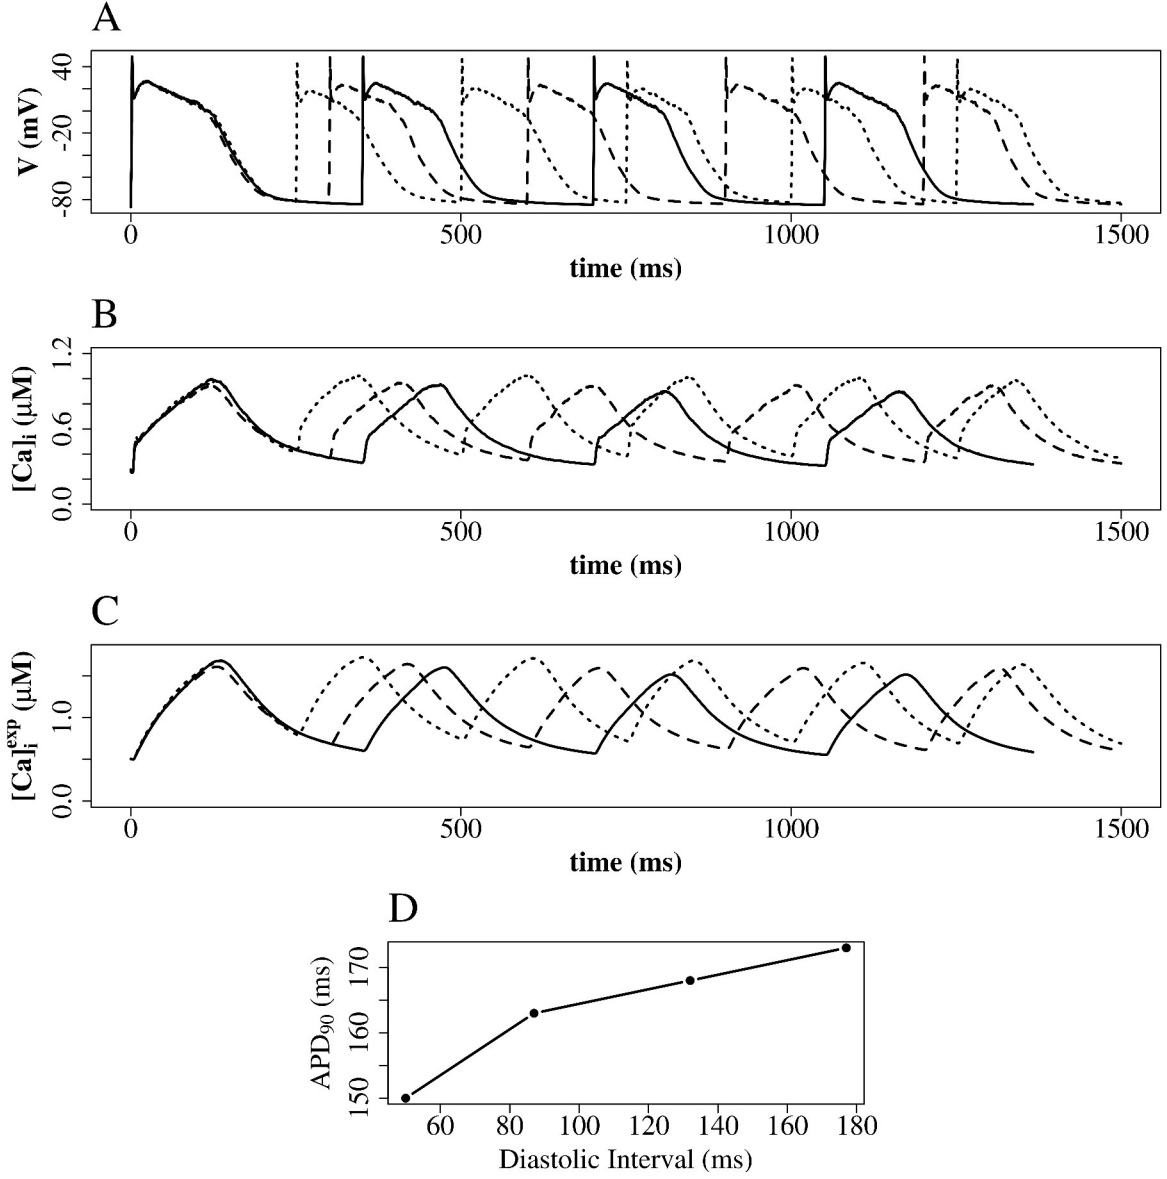 A
V (mV)
40
-20
-80
0 500 1000 1500
time (ms)
B
[Ca]i (μM)
1.2
0.6
0.0
0 500 1000 1500
time (ms)
C
[Ca]i^exp (μM)
1.0
0.0
0 500 1000 1500
time (ms)
D
APD90 (ms)
170
160
150
60 80 100 120 140 160 180
Diastolic Interval (ms)